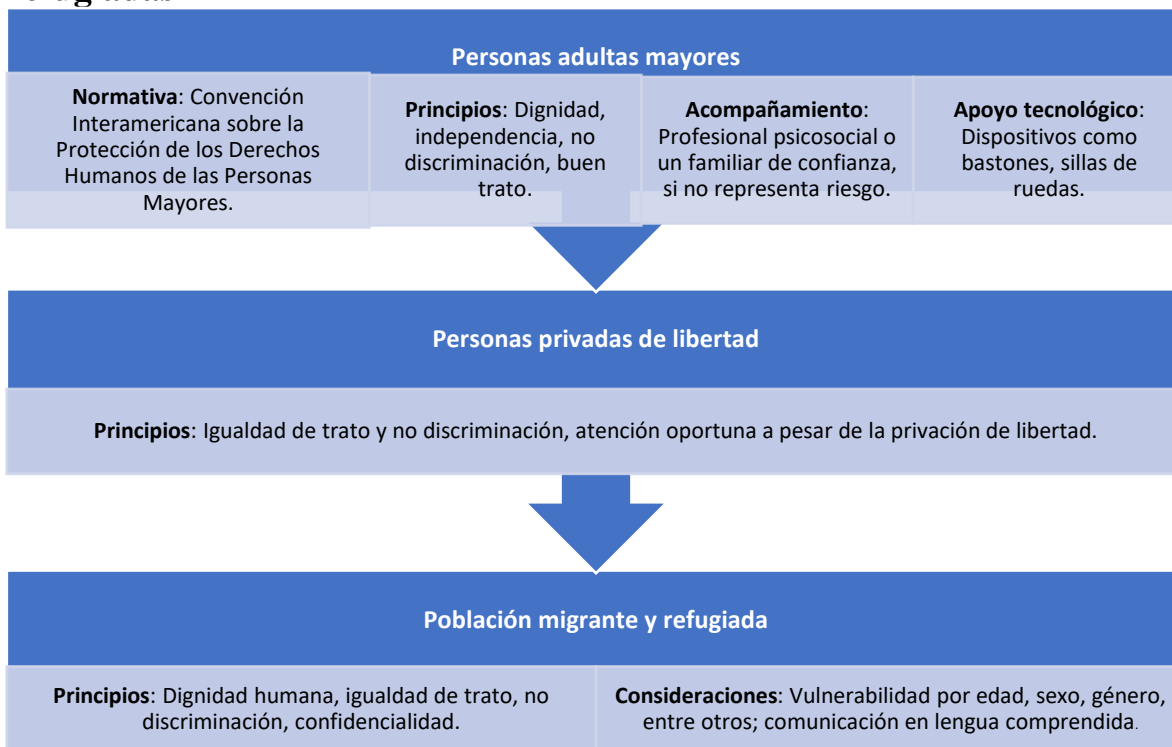 Personas adultas mayores
Normativa: Convención
Interamericana sobre la
Protección de los Derechos
Humanos de las Personas
Mayores.
Principios: Dignidad,
independencia, no
discriminación, buen
trato.
Acompañamiento:
Profesional psicosocial o
un familiar de confianza,
si no representa riesgo.
Apoyo tecnológico:
Dispositivos como
bastones, sillas de
ruedas.
Personas privadas de libertad
Principios: Igualdad de trato y no discriminación, atención oportuna a pesar de la privación de libertad.
Población migrante y refugiada
Principios: Dignidad humana, igualdad de trato, no
discriminación, confidencialidad.
Consideraciones: Vulnerabilidad por edad, sexo, género,
entre otros; comunicación en lengua comprendida.